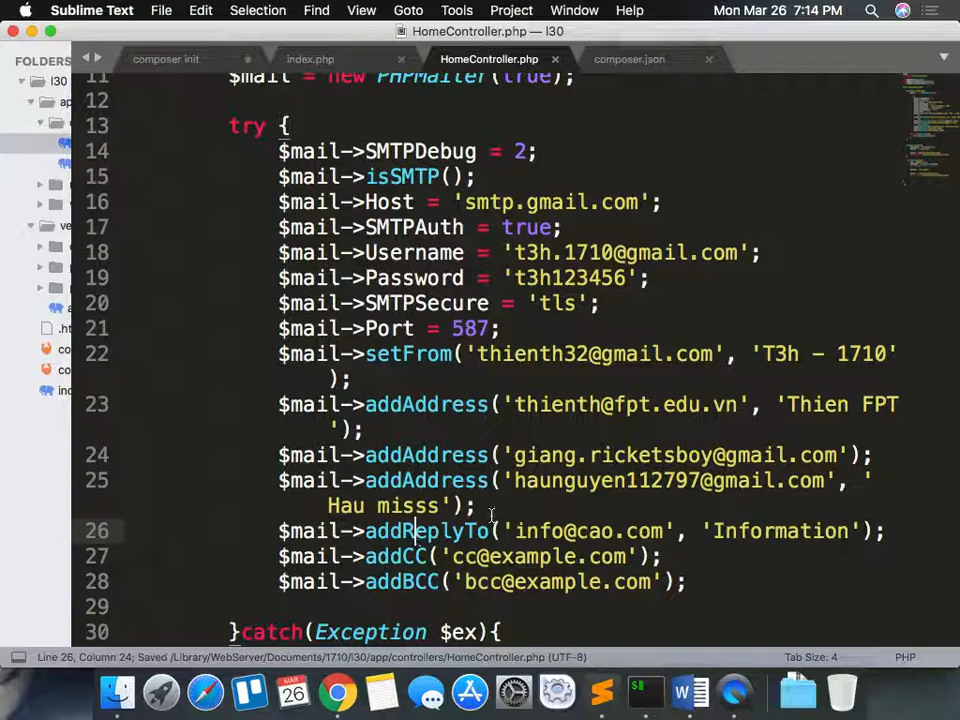 Sublime Text File Edit Selection Find View Goto Tools Project Window Help Mon Mar 26 7:14 PM
HomeController.php — l30
FOLDERS
composer init
index.php
HomeController.php
composer.json
l30
11 $mail = new PHPMailer(true);
12
13 try {
14 $mail->SMTPDebug = 2;
15 $mail->isSMTP();
16 $mail->Host = 'smtp.gmail.com';
17 $mail->SMTPAuth = true;
18 $mail->Username = 't3h.1710@gmail.com';
19 $mail->Password = 't3h123456';
20 $mail->SMTPSecure = 'tls';
21 $mail->Port = 587;
22 $mail->setFrom('thienth32@gmail.com', 'T3h - 1710'
);
23 $mail->addAddress('thienth@fpt.edu.vn', 'Thien FPT
');
24 $mail->addAddress('giang.ricketsboy@gmail.com');
25 $mail->addAddress('haunguyen112797@gmail.com', '
Hau misss');
26 $mail->addReplyTo('info@cao.com', 'Information');
27 $mail->addCC('cc@example.com');
28 $mail->addBCC('bcc@example.com');
29
30 }catch(Exception $ex){
Line 26, Column 24; Saved /Library/WebServer/Documents/1710/l30/app/controllers/HomeController.php (UTF-8) Tab Size: 4 PHP